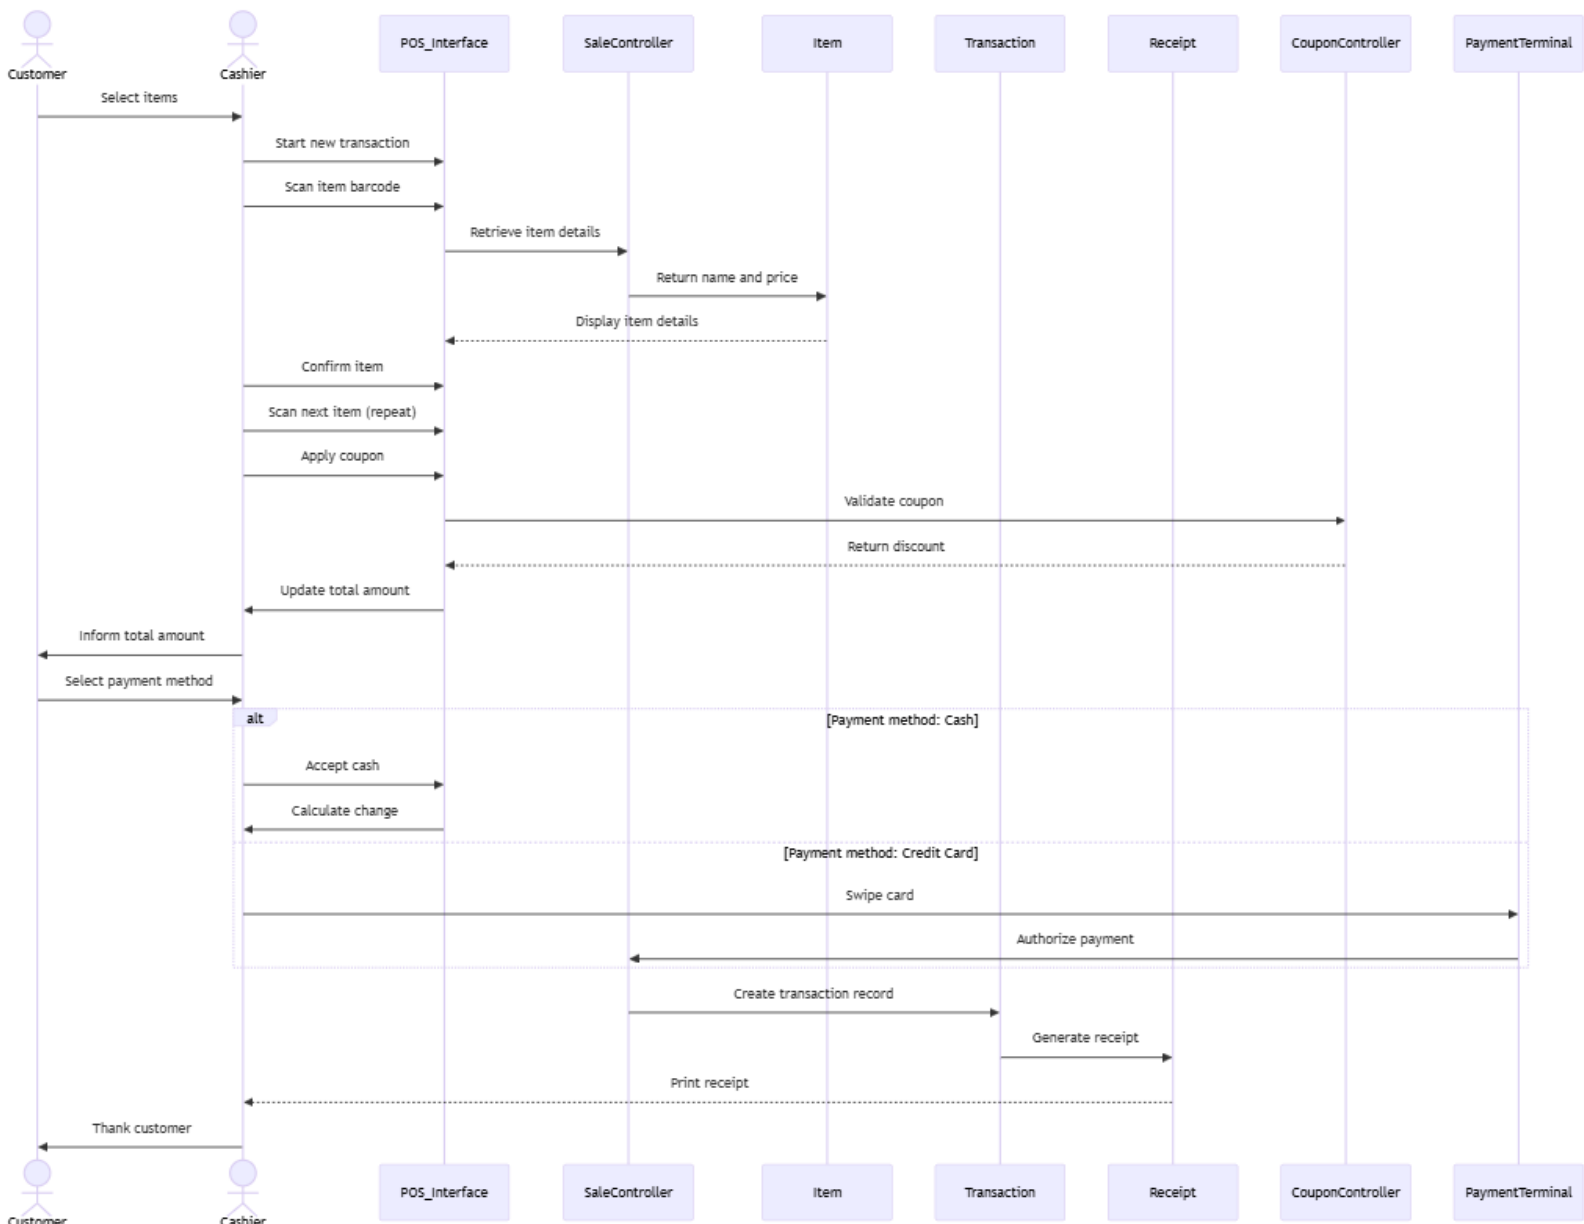 POS_Interface SaleController Item Transaction Receipt CouponController PaymentTerminal
Customer Cashier
Select items
Start new transaction
Scan item barcode
Retrieve item details
Return name and price
Display item details
Confirm item
Scan next item (repeat)
Apply coupon
Validate coupon
Return discount
Update total amount
Inform total amount
Select payment method
alt [Payment method: Cash]
Accept cash
Calculate change
[Payment method: Credit Card]
Swipe card
Authorize payment
Create transaction record
Generate receipt
Print receipt
Thank customer
POS_Interface SaleController Item Transaction Receipt CouponController PaymentTerminal
Customer Cashier